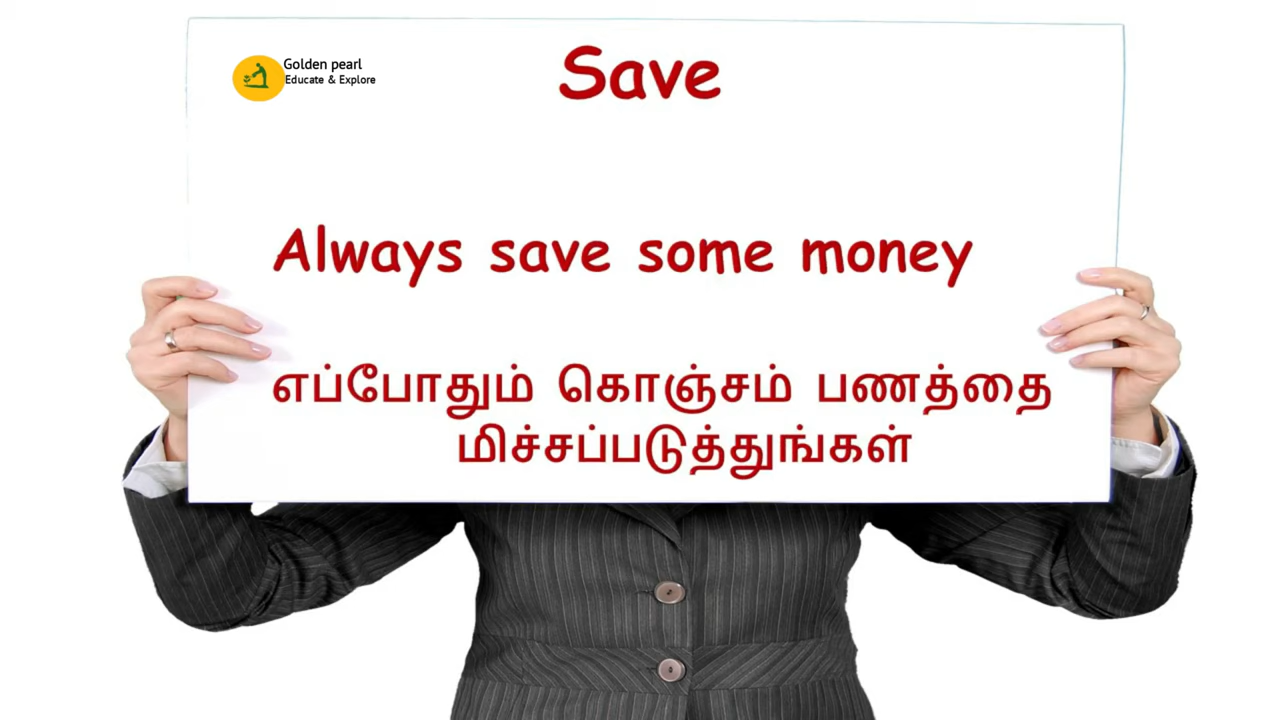 Golden pearl
Educate & Explore
Save
Always save some money
எப்போதும் கொஞ்சம் பணத்தை
மிச்சப்படுத்துங்கள்